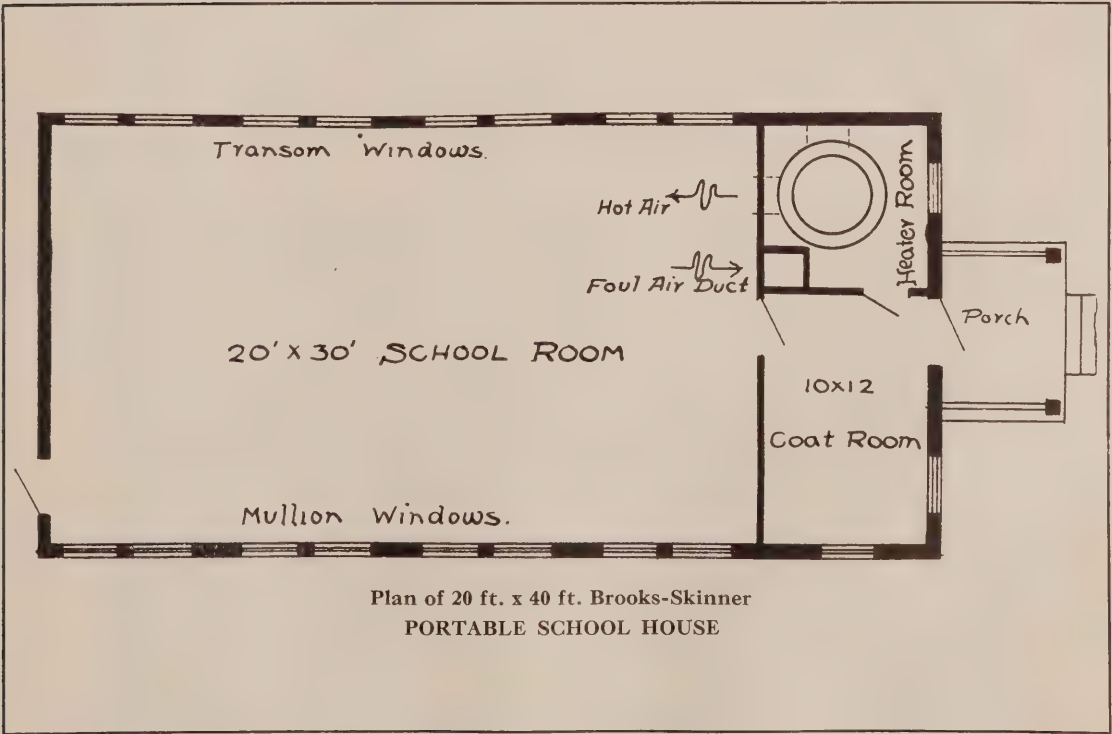 Transom Windows.
Hot Air
Heater Room
Foul Air Duct
Porch
20' X 30' SCHOOL ROOM
10X12
Coat Room
Mullion Windows.
Plan of 20 ft. x 40 ft. Brooks-Skinner
PORTABLE SCHOOL HOUSE